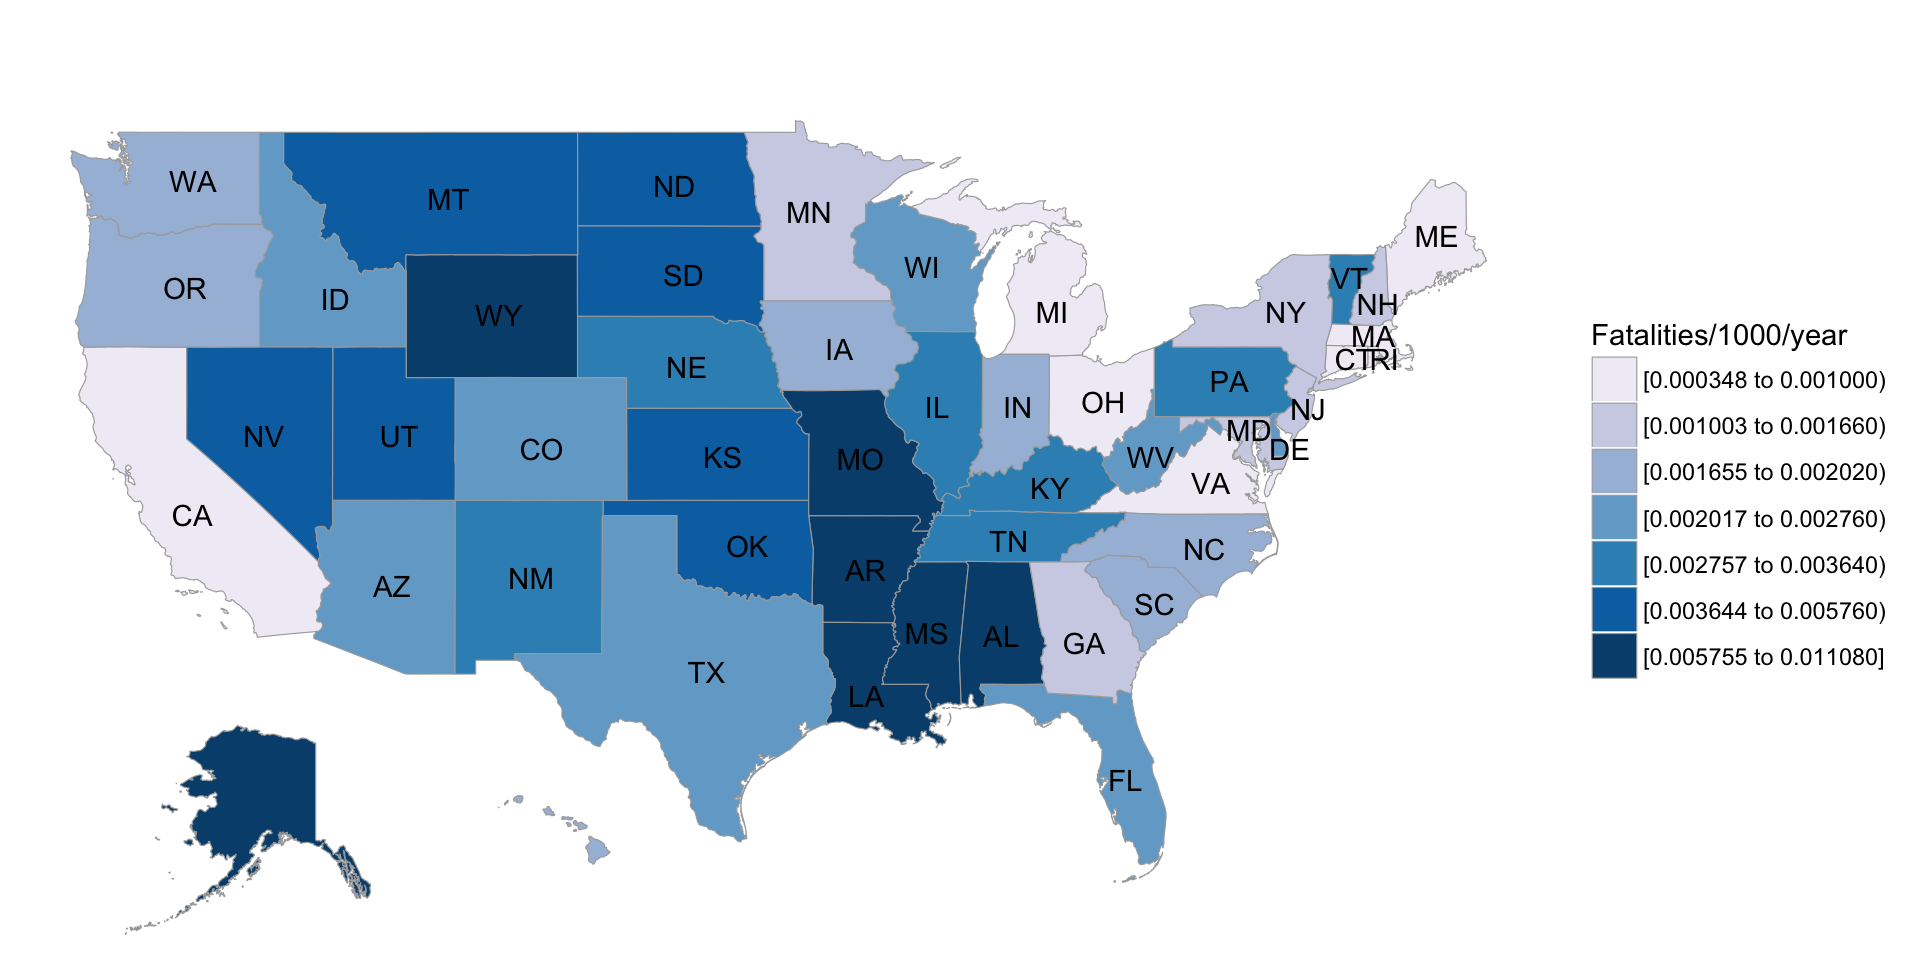 WA
MT
ND
MN
ME
OR
ID
WY
SD
WI
MI
NY
VT
NH
MA
CT
RI
NV
UT
CO
NE
IA
IL
IN
OH
PA
NJ
MD
DE
CA
KS
MO
KY
WV
VA
AZ
NM
OK
AR
TN
NC
SC
TX
LA
MS
AL
GA
FL
Fatalities/1000/year
[0.000348 to 0.001000)
[0.001003 to 0.001660)
[0.001655 to 0.002020)
[0.002017 to 0.002760)
[0.002757 to 0.003640)
[0.003644 to 0.005760)
[0.005755 to 0.011080]